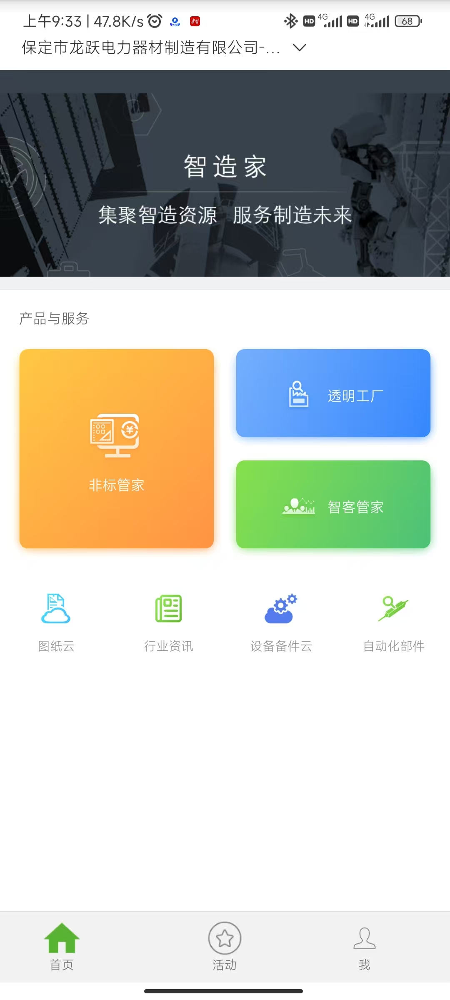 上午9:33 | 47.8K/s
HD 4G HD 4G 68
保定市龙跃电力器材制造有限公司-...
智造家
集聚智造资源 服务制造未来
产品与服务
非标管家
透明工厂
智客管家
图纸云 行业资讯 设备备件云 自动化部件
首页 活动 我